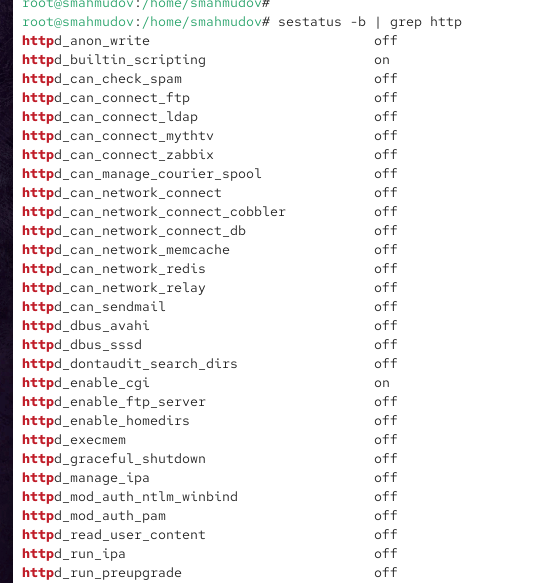 root@smahmudov:/home/smahmudov#
root@smahmudov:/home/smahmudov# sestatus -b | grep http
httpd_anon_write off
httpd_builtin_scripting on
httpd_can_check_spam off
httpd_can_connect_ftp off
httpd_can_connect_ldap off
httpd_can_connect_mythtv off
httpd_can_connect_zabbix off
httpd_can_manage_courier_spool off
httpd_can_network_connect off
httpd_can_network_connect_cobbler off
httpd_can_network_connect_db off
httpd_can_network_memcache off
httpd_can_network_redis off
httpd_can_network_relay off
httpd_can_sendmail off
httpd_dbus_avahi off
httpd_dbus_sssd off
httpd_dontaudit_search_dirs off
httpd_enable_cgi on
httpd_enable_ftp_server off
httpd_enable_homedirs off
httpd_execmem off
httpd_graceful_shutdown off
httpd_manage_ipa off
httpd_mod_auth_ntlm_winbind off
httpd_mod_auth_pam off
httpd_read_user_content off
httpd_run_ipa off
httpd_run_preupgrade off